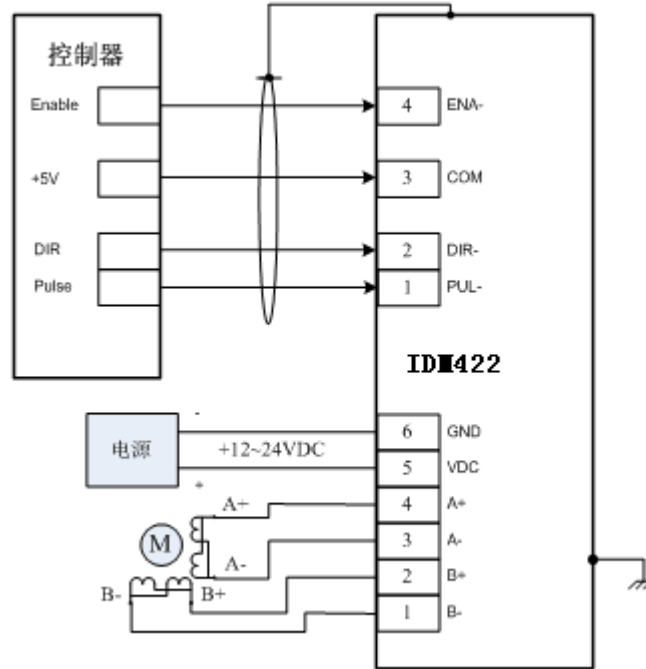 控制器
Enable 4 ENA-
+5V 3 COM
DIR 2 DIR-
Pulse 1 PUL-
IDM422
电源 - +12~24VDC +
6 GND
5 VDC
A+ 4 A+
M A- 3 A-
B- B+ 2 B+
1 B-